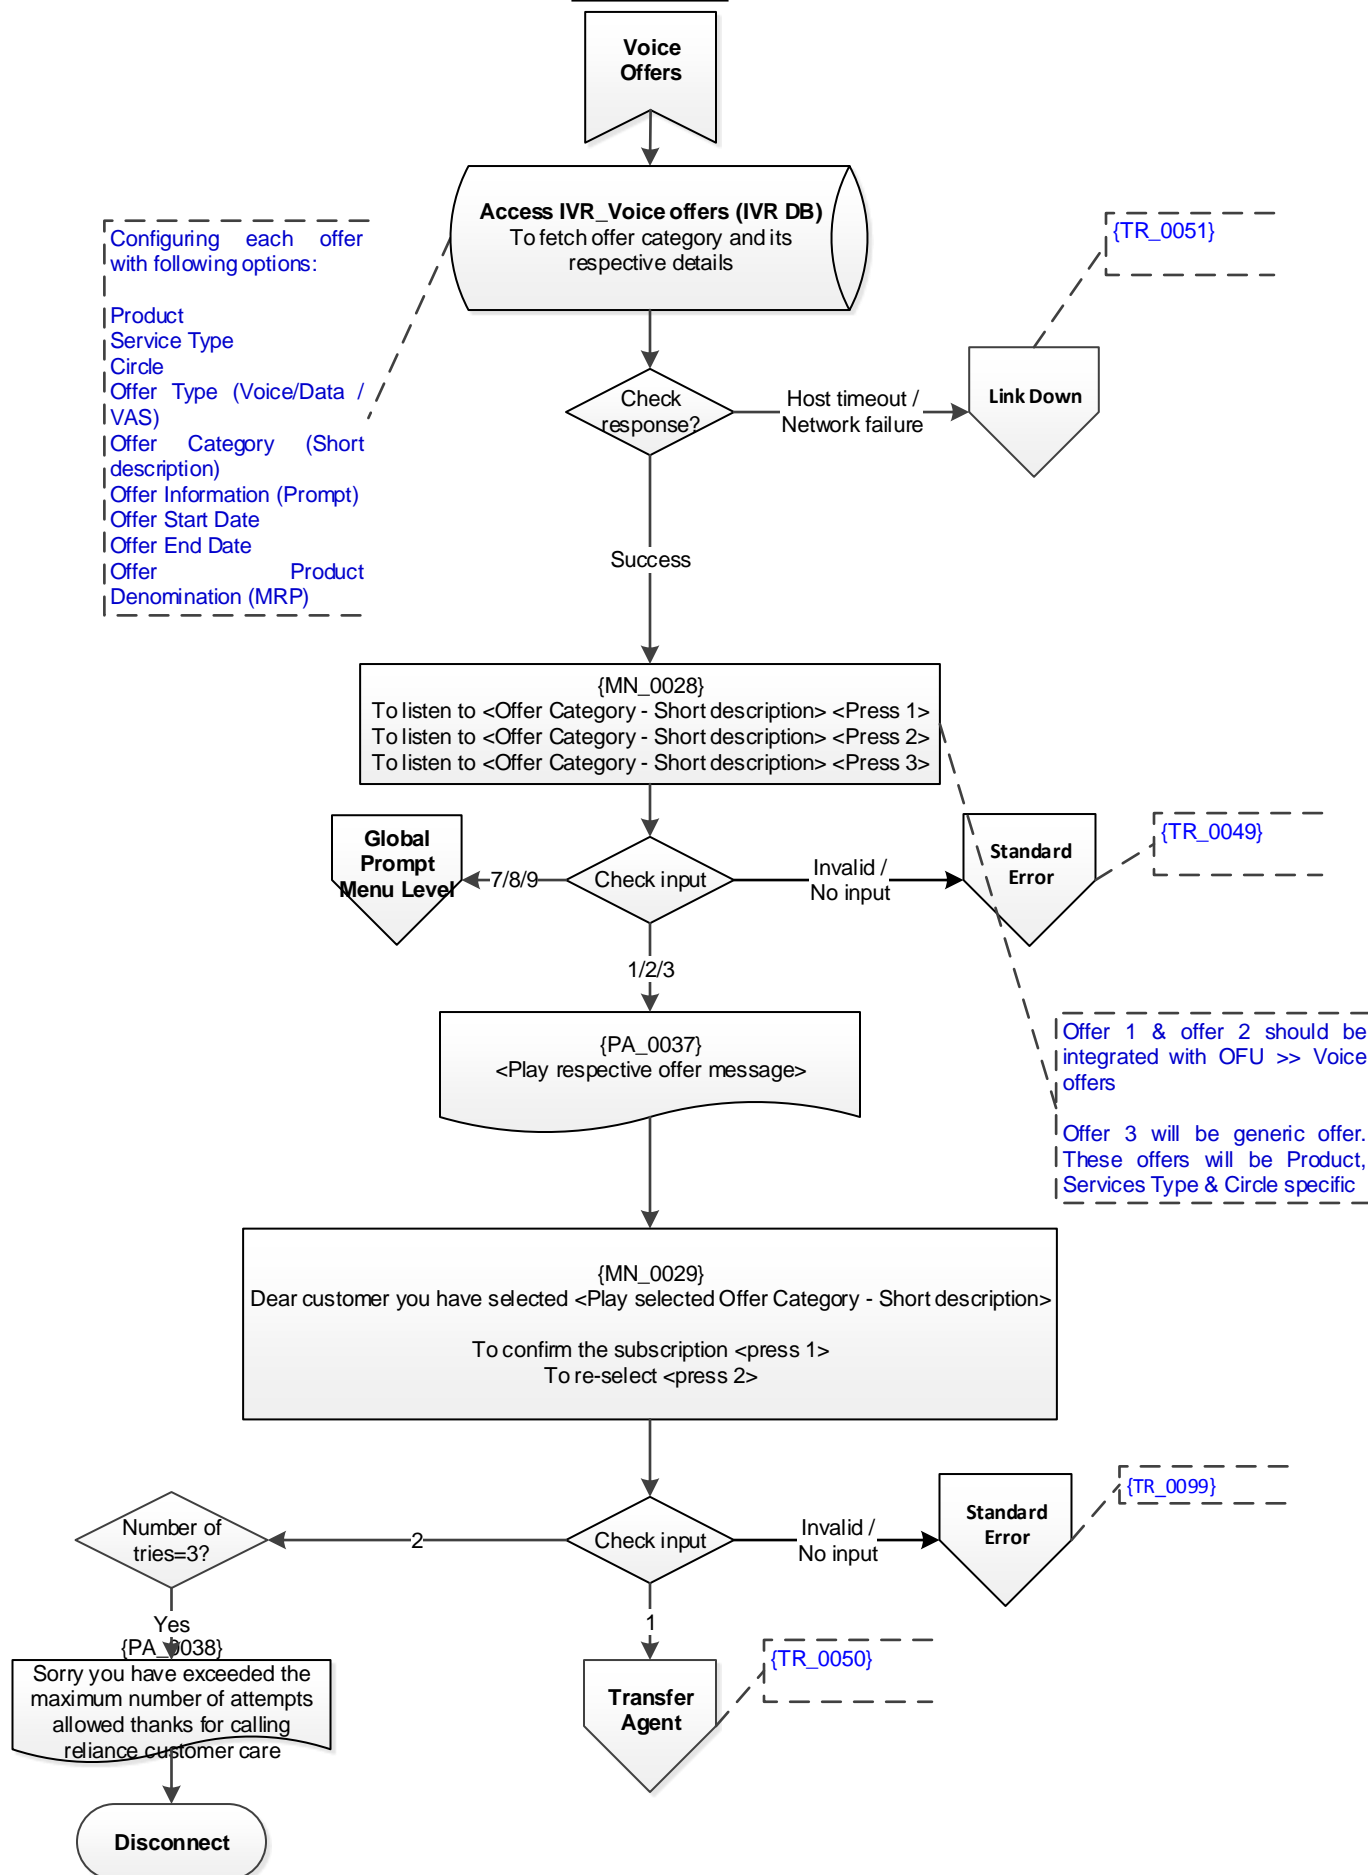 Voice
Offers
Access IVR_Voice offers (IVR DB)
To fetch offer category and its
respective details
{TR_0051}
Configuring each offer
with following options:
Product
Service Type
Circle
Offer Type (Voice/Data /
VAS)
Offer Category (Short
description)
Offer Information (Prompt)
Offer Start Date
Offer End Date
Offer Product
Denomination (MRP)
Check
response?
Host timeout /
Network failure
Link Down
Success
{MN_0028}
To listen to <Offer Category - Short description> <Press 1>
To listen to <Offer Category - Short description> <Press 2>
To listen to <Offer Category - Short description> <Press 3>
Global
Prompt
Menu Level
7/8/9
Check input
Invalid /
No input
Standard
Error
{TR_0049}
1/2/3
{PA_0037}
<Play respective offer message>
Offer 1 & offer 2 should be
integrated with OFU >> Voice
offers
Offer 3 will be generic offer.
These offers will be Product,
Services Type & Circle specific
{MN_0029}
Dear customer you have selected <Play selected Offer Category - Short description>
To confirm the subscription <press 1>
To re-select <press 2>
Number of
tries=3?
2
Check input
Invalid /
No input
Standard
Error
{TR_0099}
Yes
{PA_0038}
Sorry you have exceeded the
maximum number of attempts
allowed thanks for calling
reliance customer care
1
Transfer
Agent
{TR_0050}
Disconnect